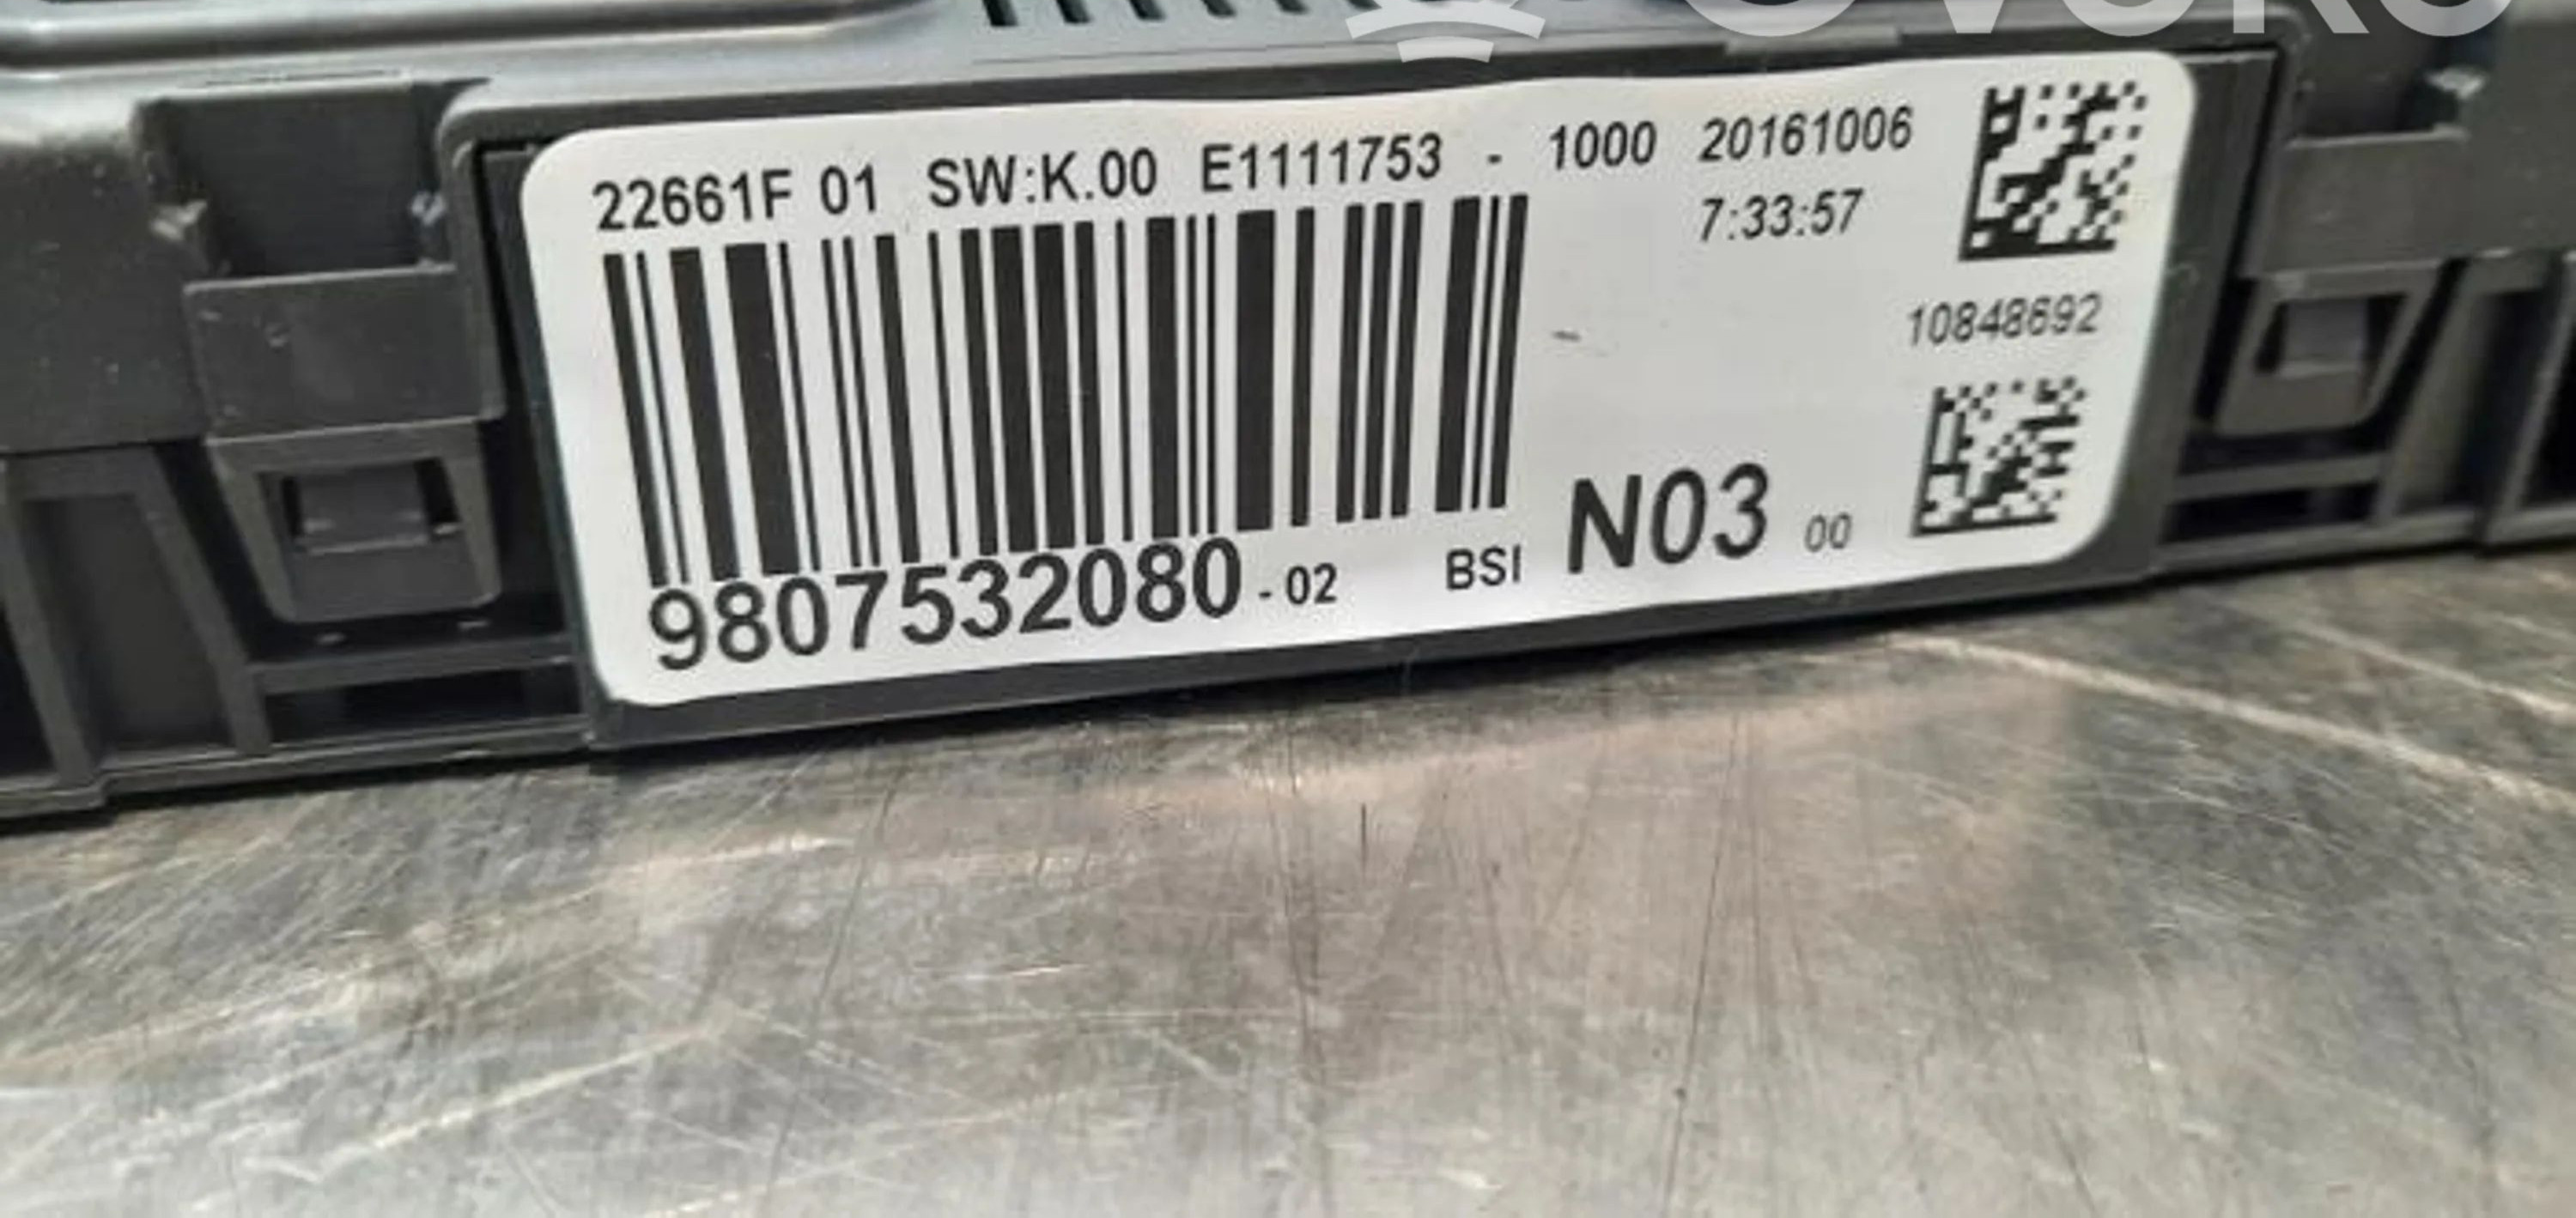 22661F 01 SW:K.00 E1111753 - 1000 20161006
7:33:57
10848692
9807532080 - 02 BSI N03 00